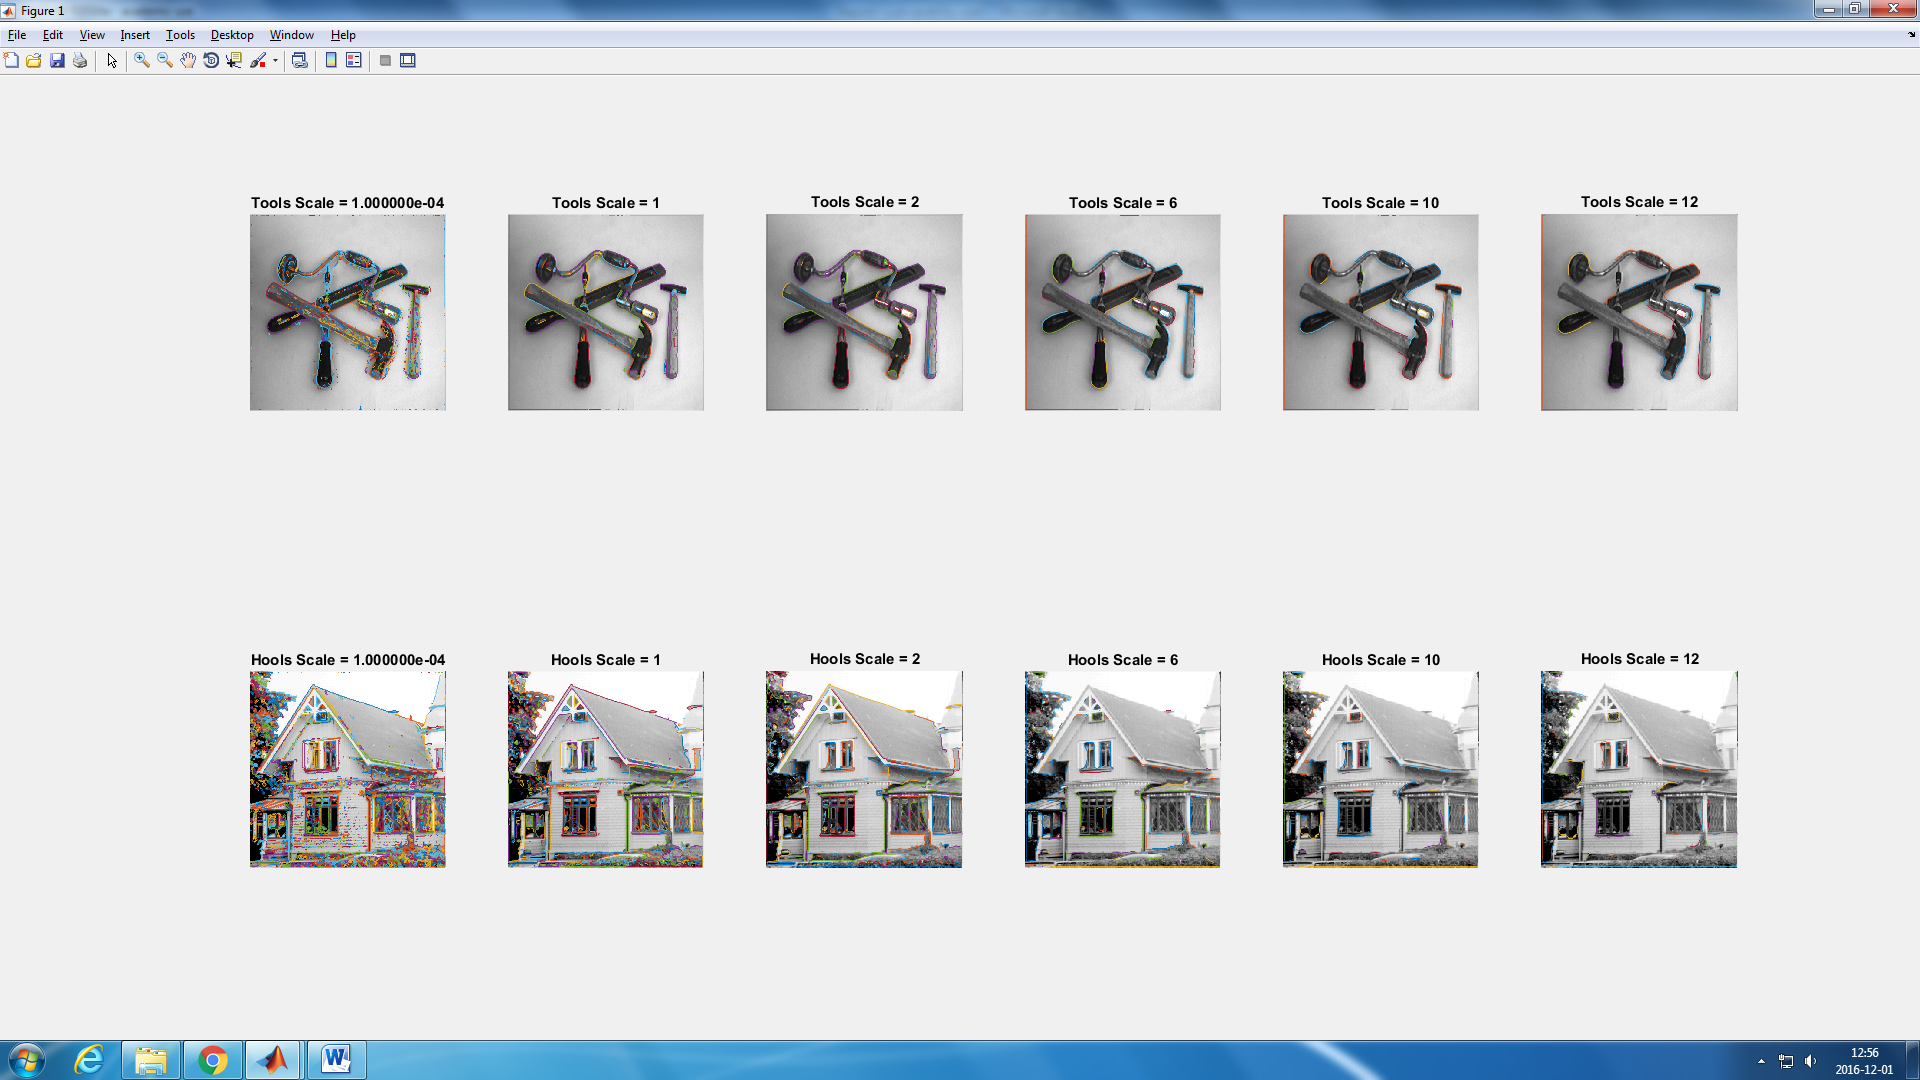 Figure 1
File Edit View Insert Tools Desktop Window Help
Tools Scale = 1.000000e-04 Tools Scale = 1 Tools Scale = 2 Tools Scale = 6 Tools Scale = 10 Tools Scale = 12
Hools Scale = 1.000000e-04 Hools Scale = 1 Hools Scale = 2 Hools Scale = 6 Hools Scale = 10 Hools Scale = 12
12:56
2016-12-01